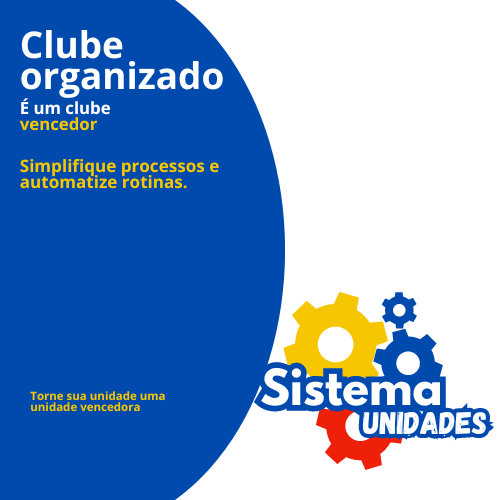 Clube
organizado
É um clube
vencedor
Simplifique processos e
automatize rotinas.
Torne sua unidade uma
unidade vencedora
Sistema
UNIDADES